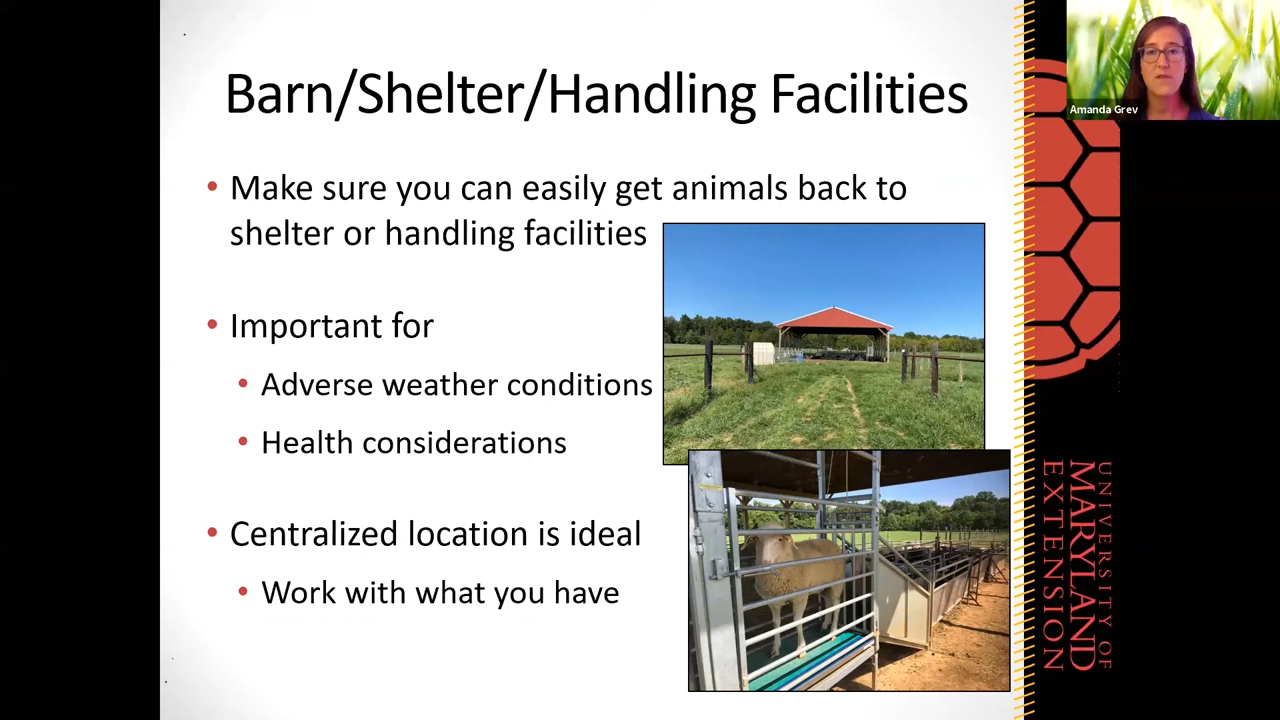 Barn/Shelter/Handling Facilities
Amanda Grev
• Make sure you can easily get animals back to
shelter or handling facilities
• Important for
• Adverse weather conditions
• Health considerations
• Centralized location is ideal
• Work with what you have
UNIVERSITY OF
MARYLAND
EXTENSION